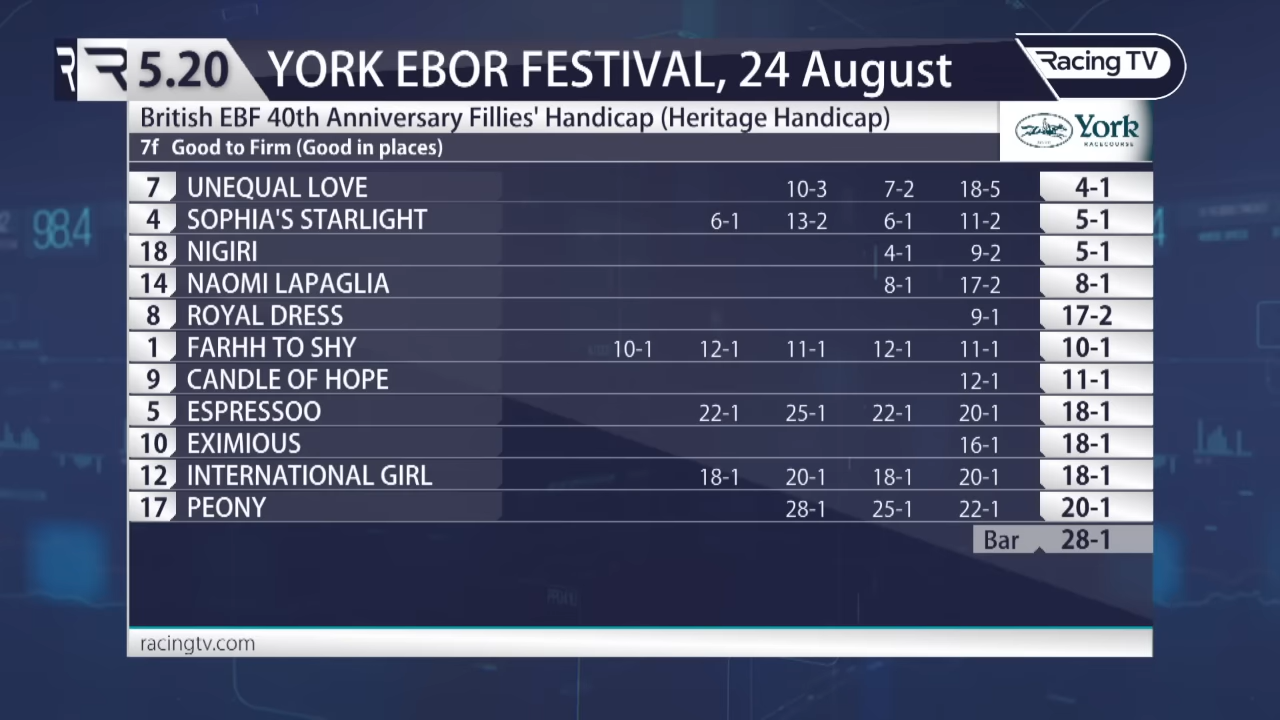 5.20 YORK EBOR FESTIVAL, 24 August Racing TV
British EBF 40th Anniversary Fillies' Handicap (Heritage Handicap)
York
RACECOURSE
7f Good to Firm (Good in places)
7 UNEQUAL LOVE 10-3 7-2 18-5 4-1
4 SOPHIA'S STARLIGHT 6-1 13-2 6-1 11-2 5-1
18 NIGIRI 4-1 9-2 5-1
14 NAOMI LAPAGLIA 8-1 17-2 8-1
8 ROYAL DRESS 9-1 17-2
1 FARHH TO SHY 10-1 12-1 11-1 12-1 11-1 10-1
9 CANDLE OF HOPE 12-1 11-1
5 ESPRESSOO 22-1 25-1 22-1 20-1 18-1
10 EXIMIOUS 16-1 18-1
12 INTERNATIONAL GIRL 18-1 20-1 18-1 20-1 18-1
17 PEONY 28-1 25-1 22-1 20-1
Bar 28-1
98.4
racingtv.com